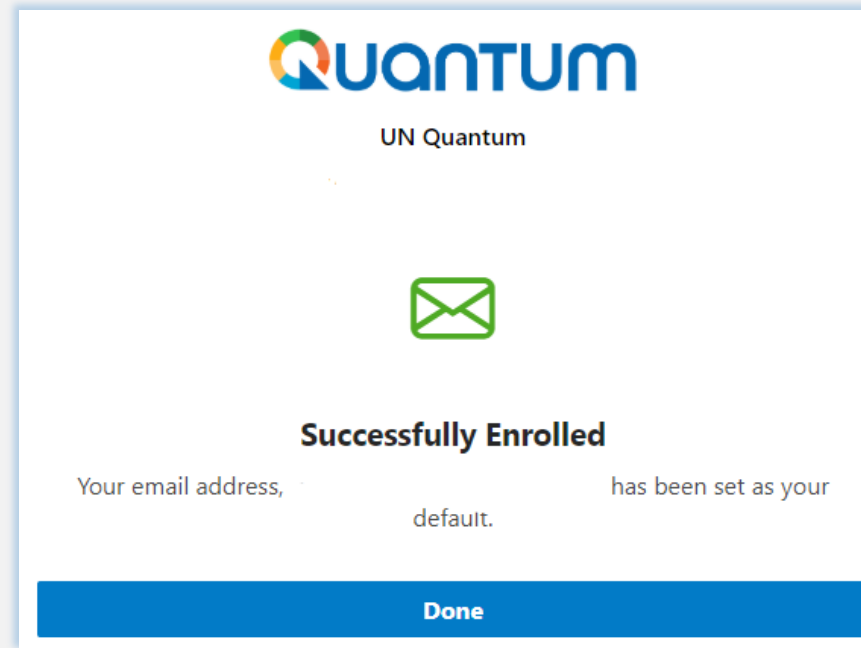 QUANTUM
UN Quantum
Successfully Enrolled
Your email address, has been set as your
default.
Done